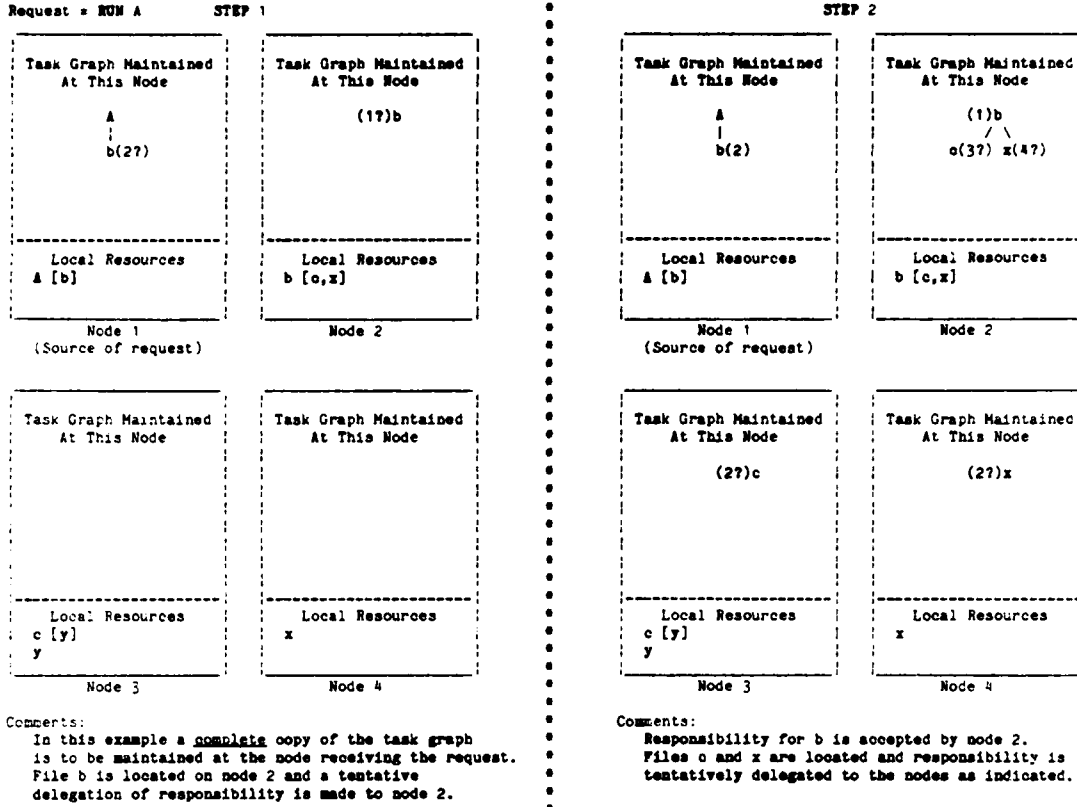 Request = RUN A STEP 1
Task Graph Maintained
At This Node
A
|
b(2?)
Local Resources
A [b]
Node 1
(Source of request)
Task Graph Maintained
At This Node
(1?)b
Local Resources
b [c,x]
Node 2
Task Graph Maintained
At This Node
Local Resources
c [y]
y
Node 3
Task Graph Maintained
At This Node
Local Resources
x
Node 4
Comments:
In this example a complete copy of the task graph
is to be maintained at the node receiving the request.
File b is located on node 2 and a tentative
delegation of responsibility is made to node 2.
STEP 2
Task Graph Maintained
At This Node
A
|
b(2)
Local Resources
A [b]
Node 1
(Source of request)
Task Graph Maintained
At This Node
(1)b
/ \
c(3?) x(4?)
Local Resources
b [c,x]
Node 2
Task Graph Maintained
At This Node
(2?)c
Local Resources
c [y]
y
Node 3
Task Graph Maintained
At This Node
(2?)x
Local Resources
x
Node 4
Comments:
Responsibility for b is accepted by node 2.
Files c and x are located and responsibility is
tentatively delegated to the nodes as indicated.